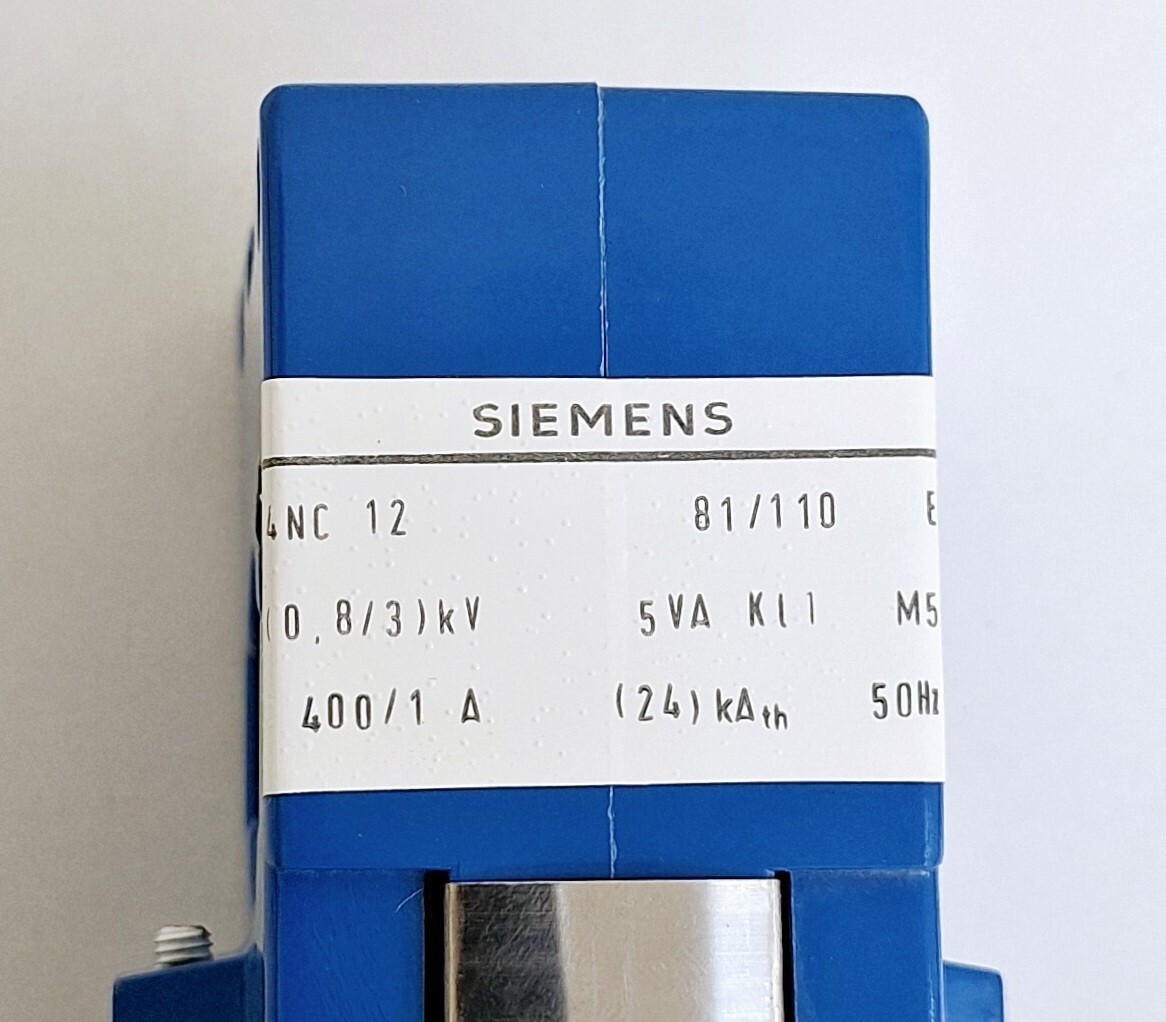 SIEMENS
4NC 12 81/110 E
(0,8/3)kV 5VA Kl1 M5
400/1 A (24)kAth 50Hz